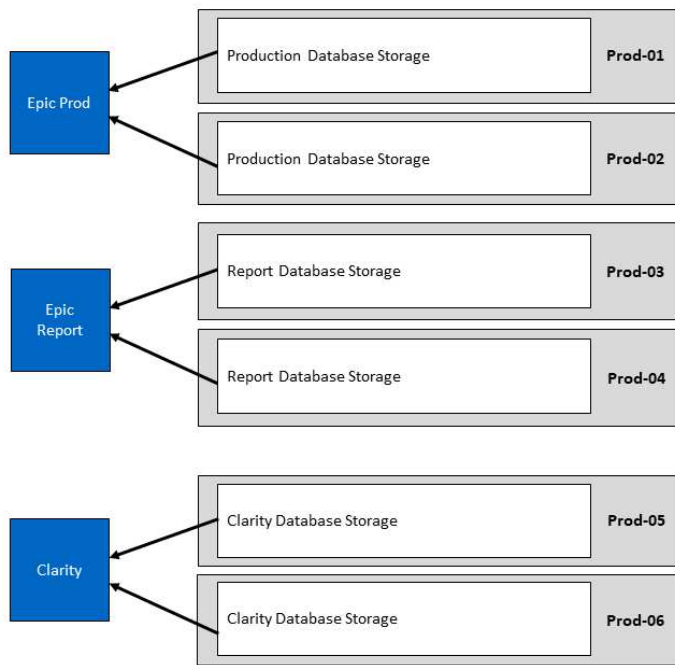 Production Database Storage
Prod-01
Epic Prod
Production Database Storage
Prod-02
Report Database Storage
Prod-03
Epic
Report
Report Database Storage
Prod-04
Clarity Database Storage
Prod-05
Clarity
Clarity Database Storage
Prod-06